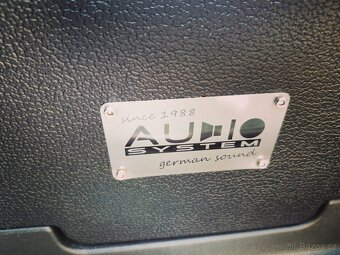 since 1988
AUDIO
SYSTEM
german sound